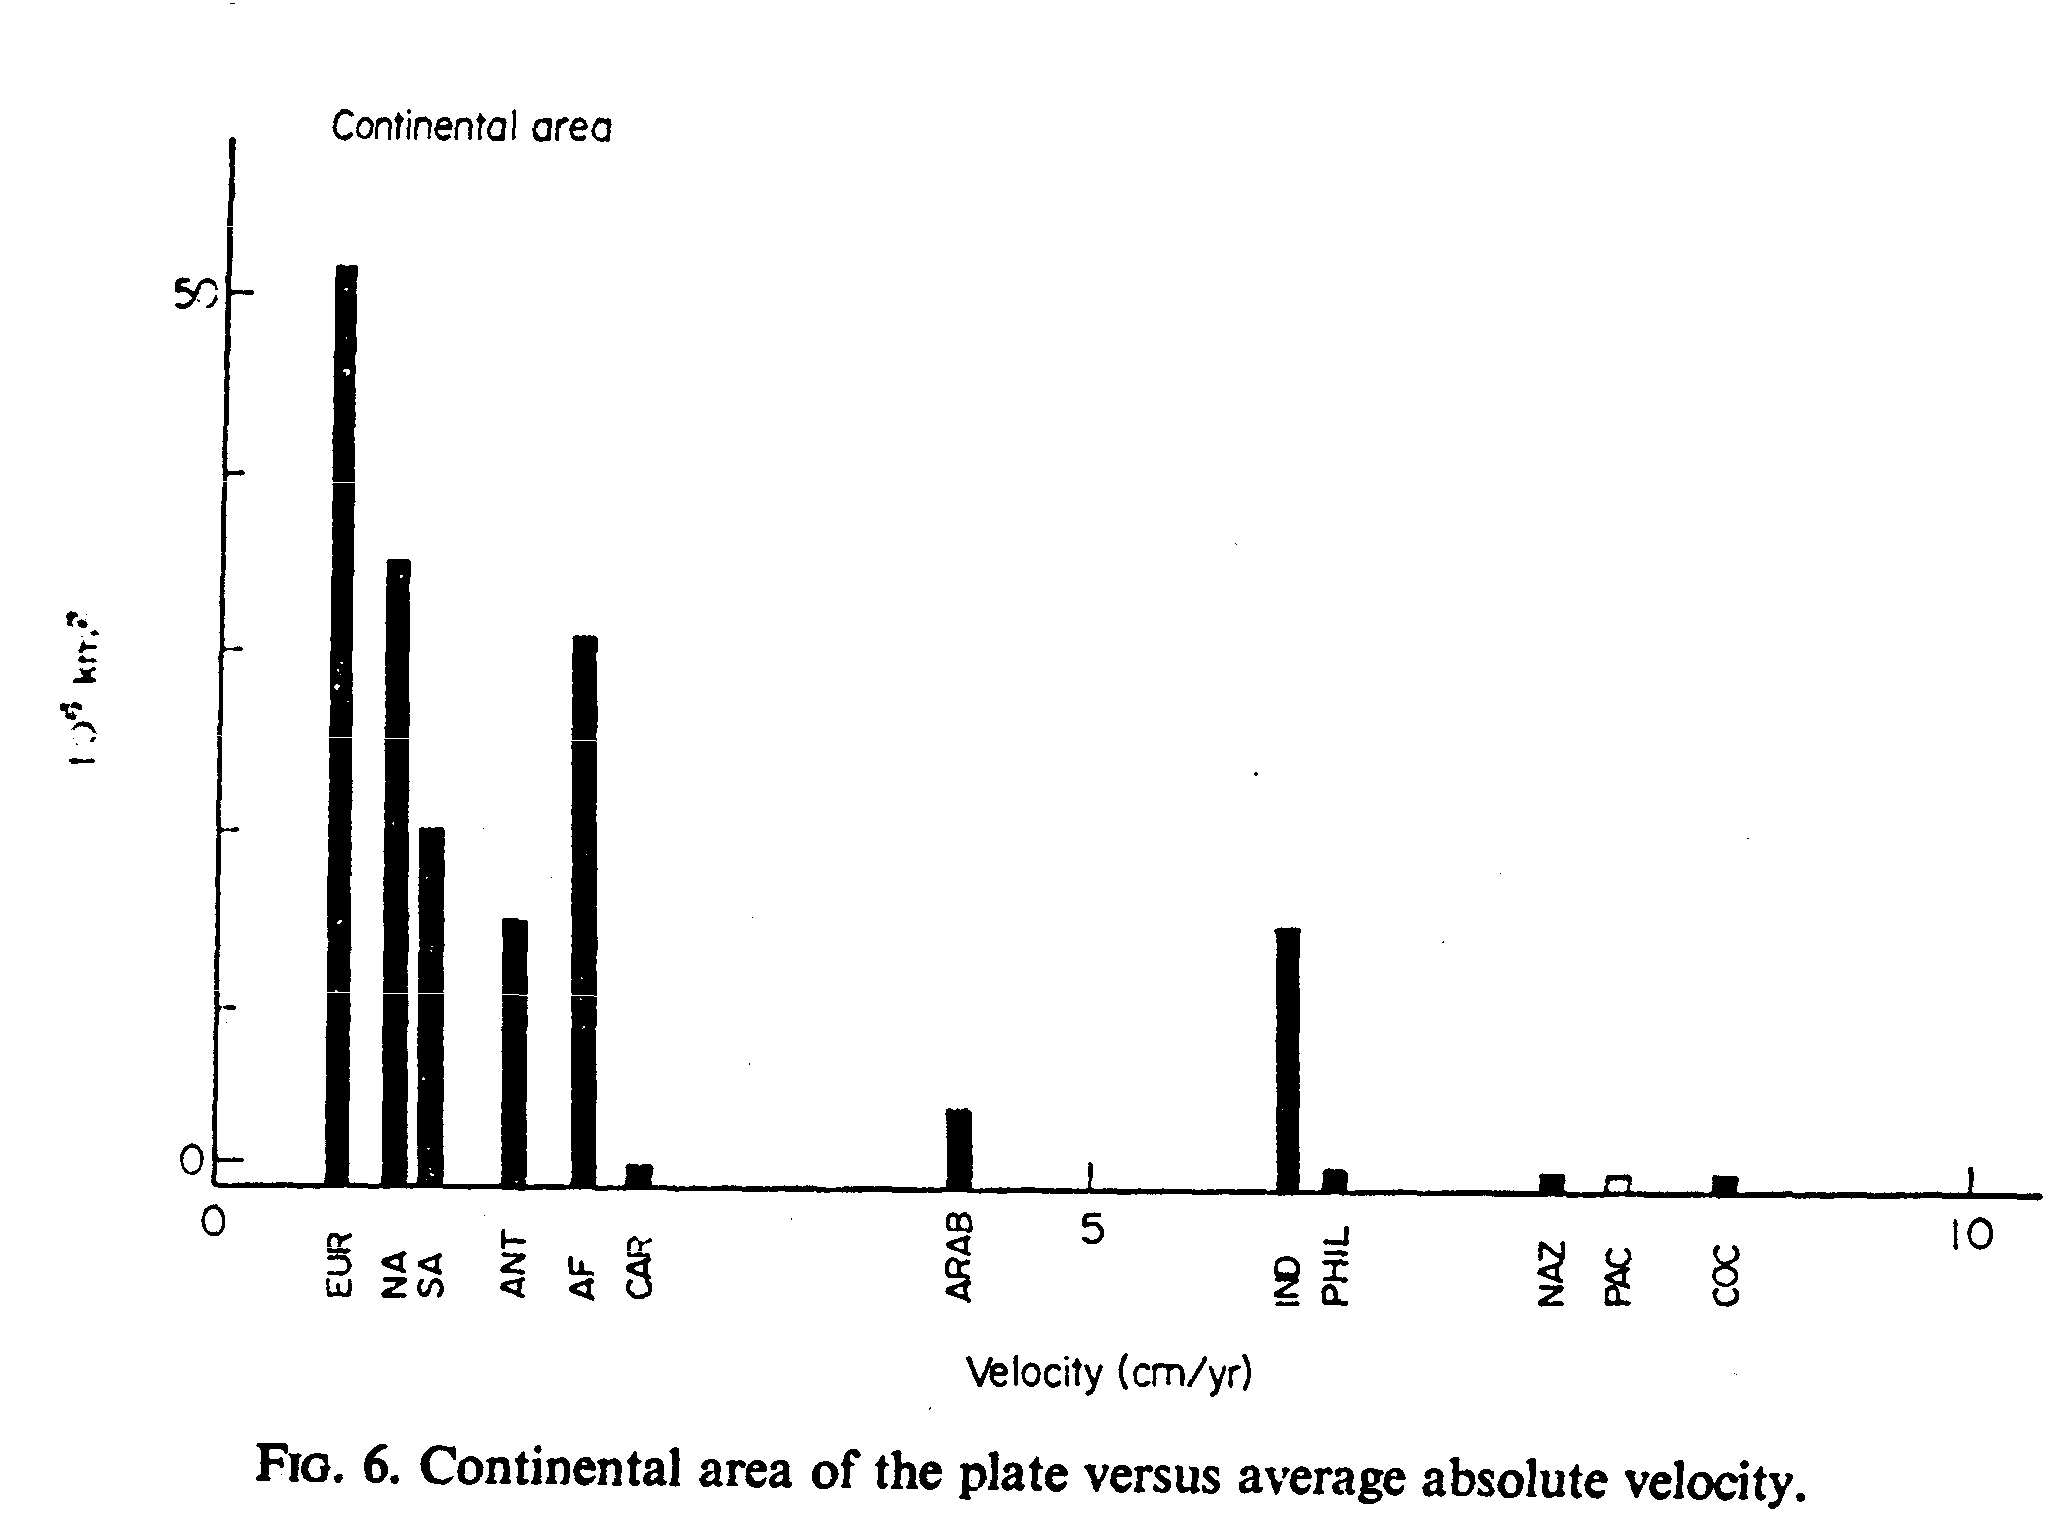 Continental area
50
0
0
5
10
EUR
NA
SA
ANT
AF
CAR
ARAB
IND
PHIL
NAZ
PAC
COC
Velocity (cm/yr)
FIG. 6. Continental area of the plate versus average absolute velocity.